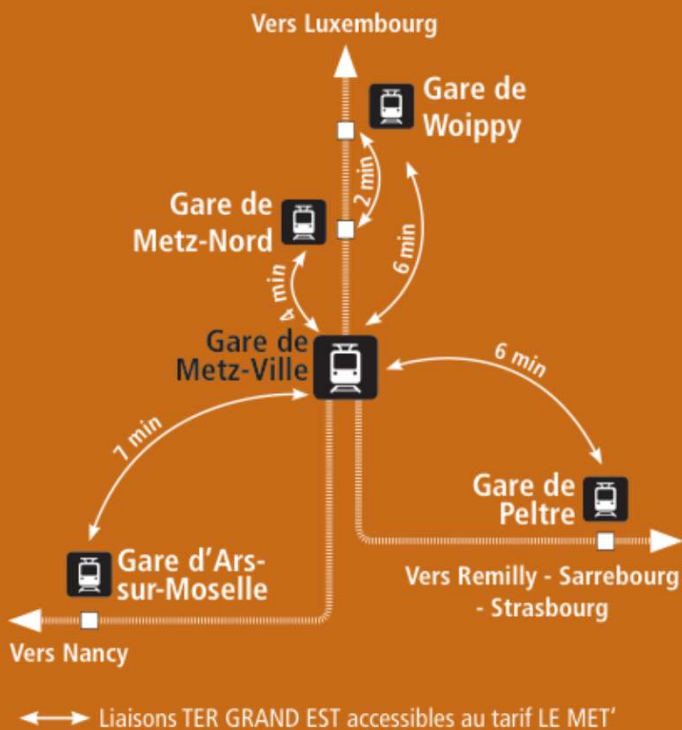 Vers Luxembourg
Gare de
Woippy
2 min
Gare de
Metz-Nord
6 min
4 min
Gare de
Metz-Ville
6 min
7 min
Gare de
Peltre
Gare d'Ars-
sur-Moselle
Vers Remilly - Sarrebourg
- Strasbourg
Vers Nancy
Liaisons TER GRAND EST accessibles au tarif LE MET'